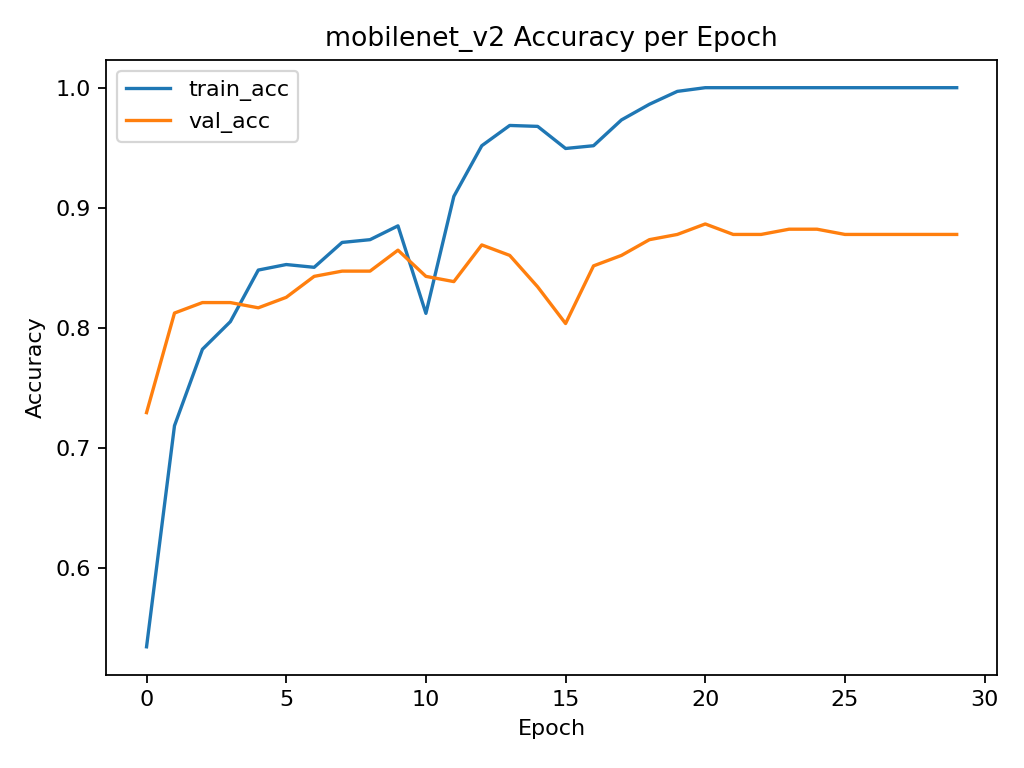 mobilenet_v2 Accuracy per Epoch
train_acc
val_acc
1.0
0.9
0.8
0.7
0.6
Accuracy
0 5 10 15 20 25 30
Epoch